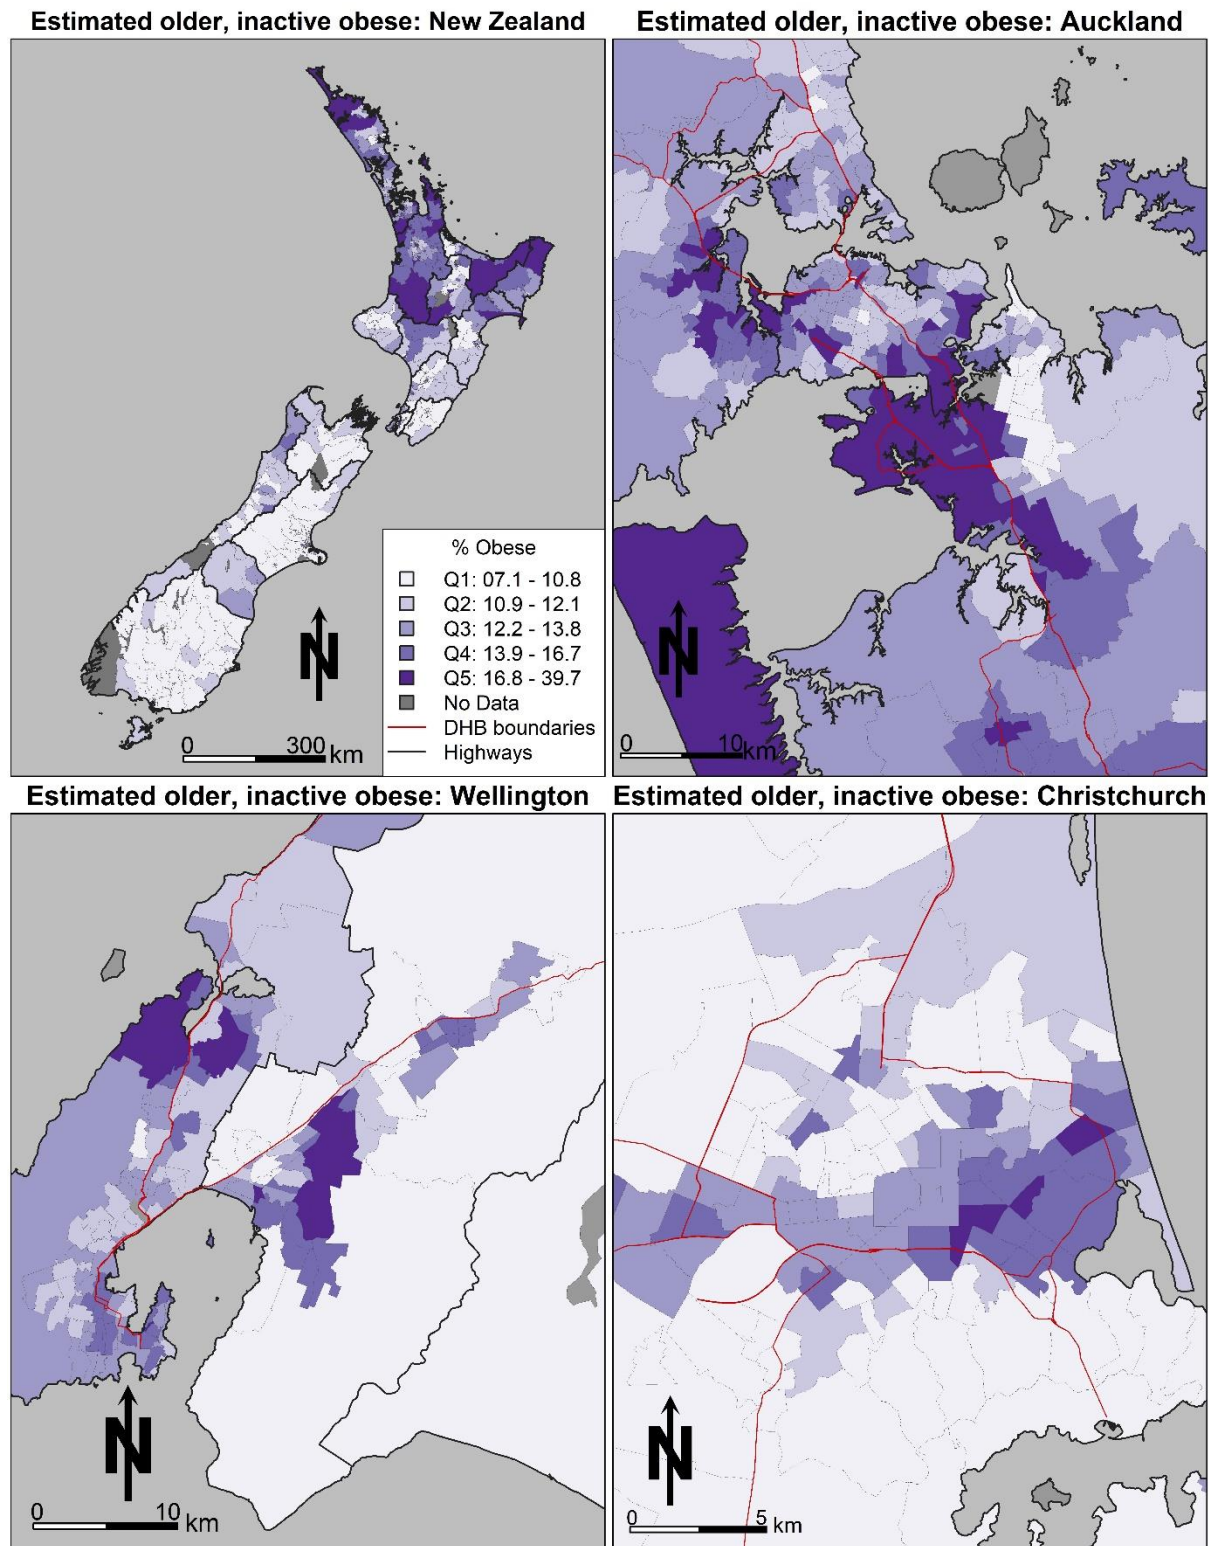 Estimated older, inactive obese: New Zealand
% Obese
Q1: 07.1 - 10.8
Q2: 10.9 - 12.1
Q3: 12.2 - 13.8
Q4: 13.9 - 16.7
Q5: 16.8 - 39.7
No Data
DHB boundaries
Highways
N
0 300 km
Estimated older, inactive obese: Auckland
N
0 10 km
Estimated older, inactive obese: Wellington
N
0 10 km
Estimated older, inactive obese: Christchurch
N
0 5 km